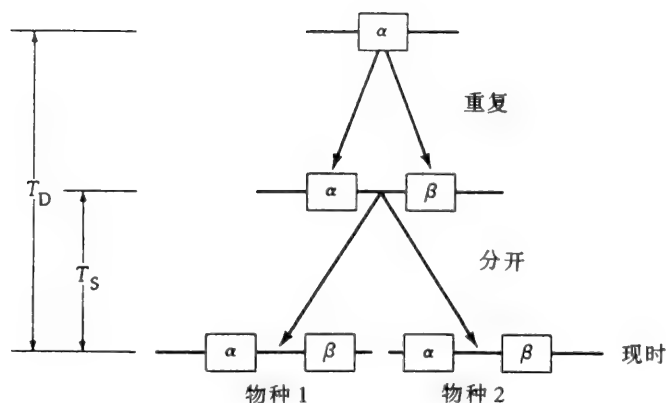 α
重复
T_D
α β
T_S
分开
α β α β 现时
物种 1 物种 2